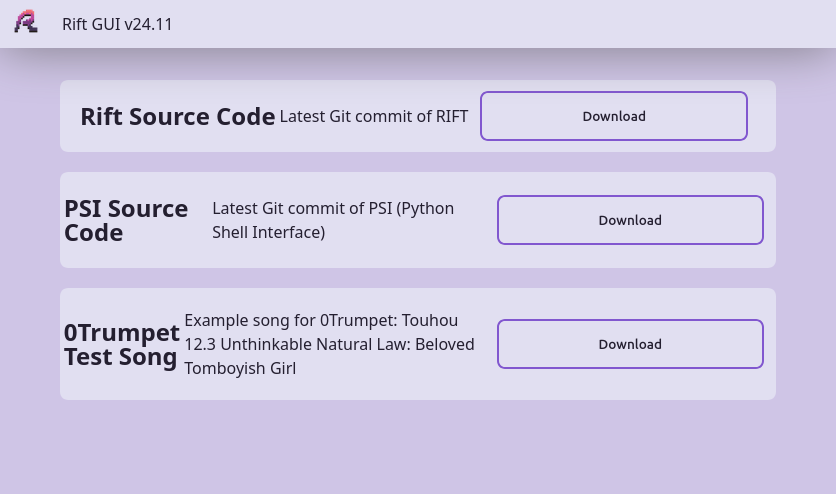 Rift GUI v24.11
Rift Source Code Latest Git commit of RIFT Download
PSI Source
Code
Latest Git commit of PSI (Python
Shell Interface)
Download
0Trumpet
Test Song
Example song for 0Trumpet: Touhou
12.3 Unthinkable Natural Law: Beloved
Tomboyish Girl
Download